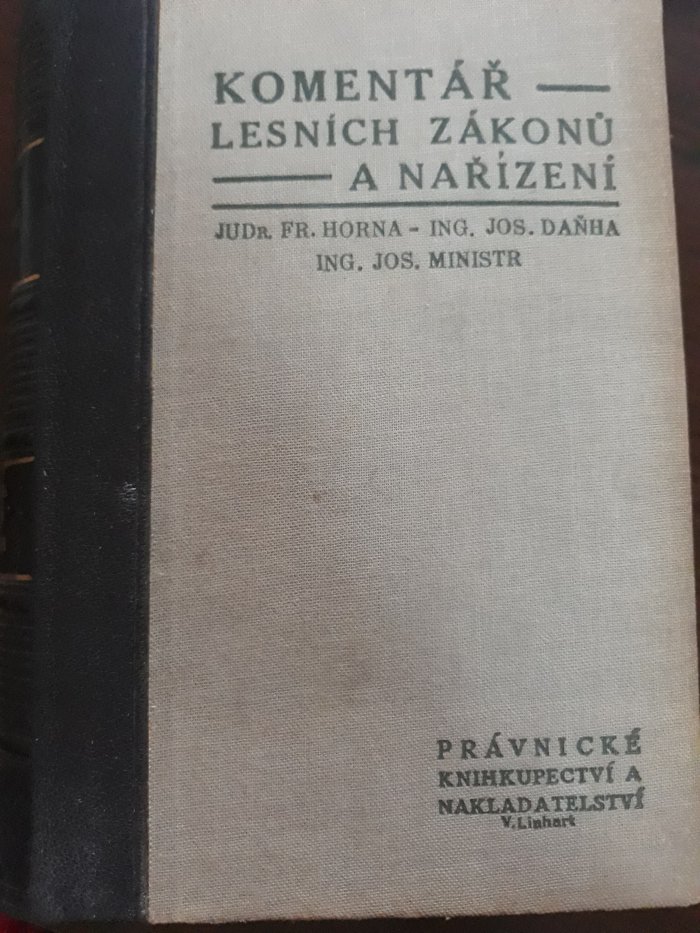 KOMENTÁŘ —
LESNÍCH ZÁKONŮ
— A NAŘÍZENÍ
JUDR. FR. HORNA - ING. JOS. DAŇHA
ING. JOS. MINISTR
PRÁVNICKÉ
KNIHKUPECTVÍ A
NAKLADATELSTVÍ
V. Linhart